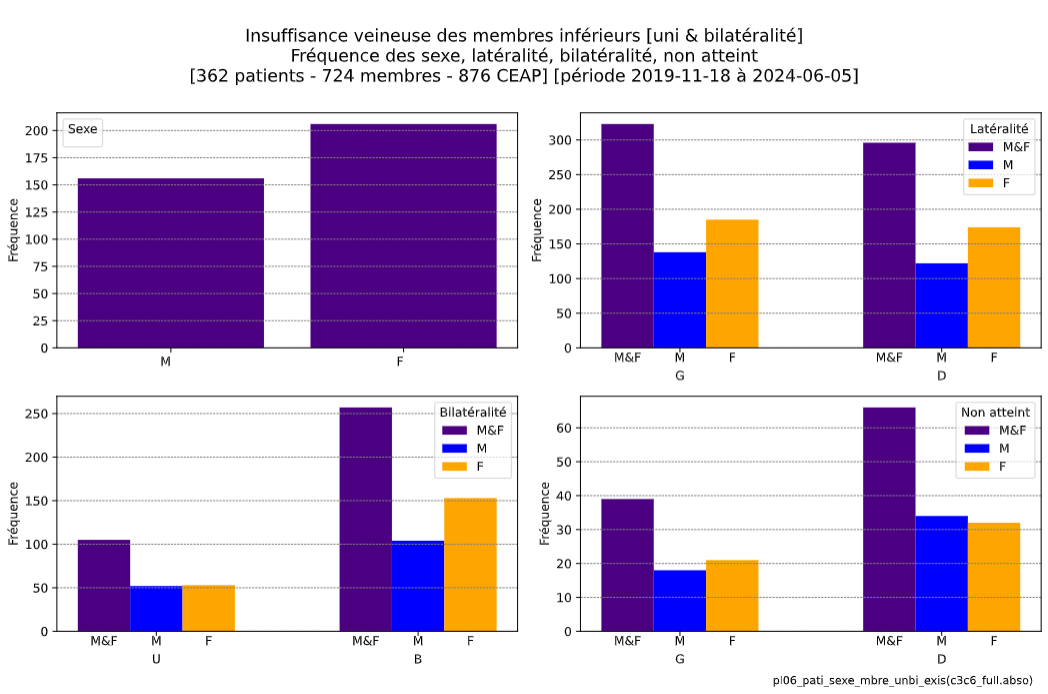 Insuffisance veineuse des membres inférieurs [uni & bilatéralité]
Fréquence des sexe, latéralité, bilatéralité, non atteint
[362 patients - 724 membres - 876 CEAP] [période 2019-11-18 à 2024-06-05]
Fréquence
200
175
150
125
100
75
50
25
0
Sexe
M F
Fréquence
300
250
200
150
100
50
0
Latéralité
M&F
M
F
M&F M F M&F M F
G D
Fréquence
250
200
150
100
50
0
Bilatéralité
M&F
M
F
M&F M F M&F M F
U B
Fréquence
60
50
40
30
20
10
0
Non atteint
M&F
M
F
M&F M F M&F M F
G D
pl06_pati_sexe_mbre_unbi_exis(c3c6_full.abso)